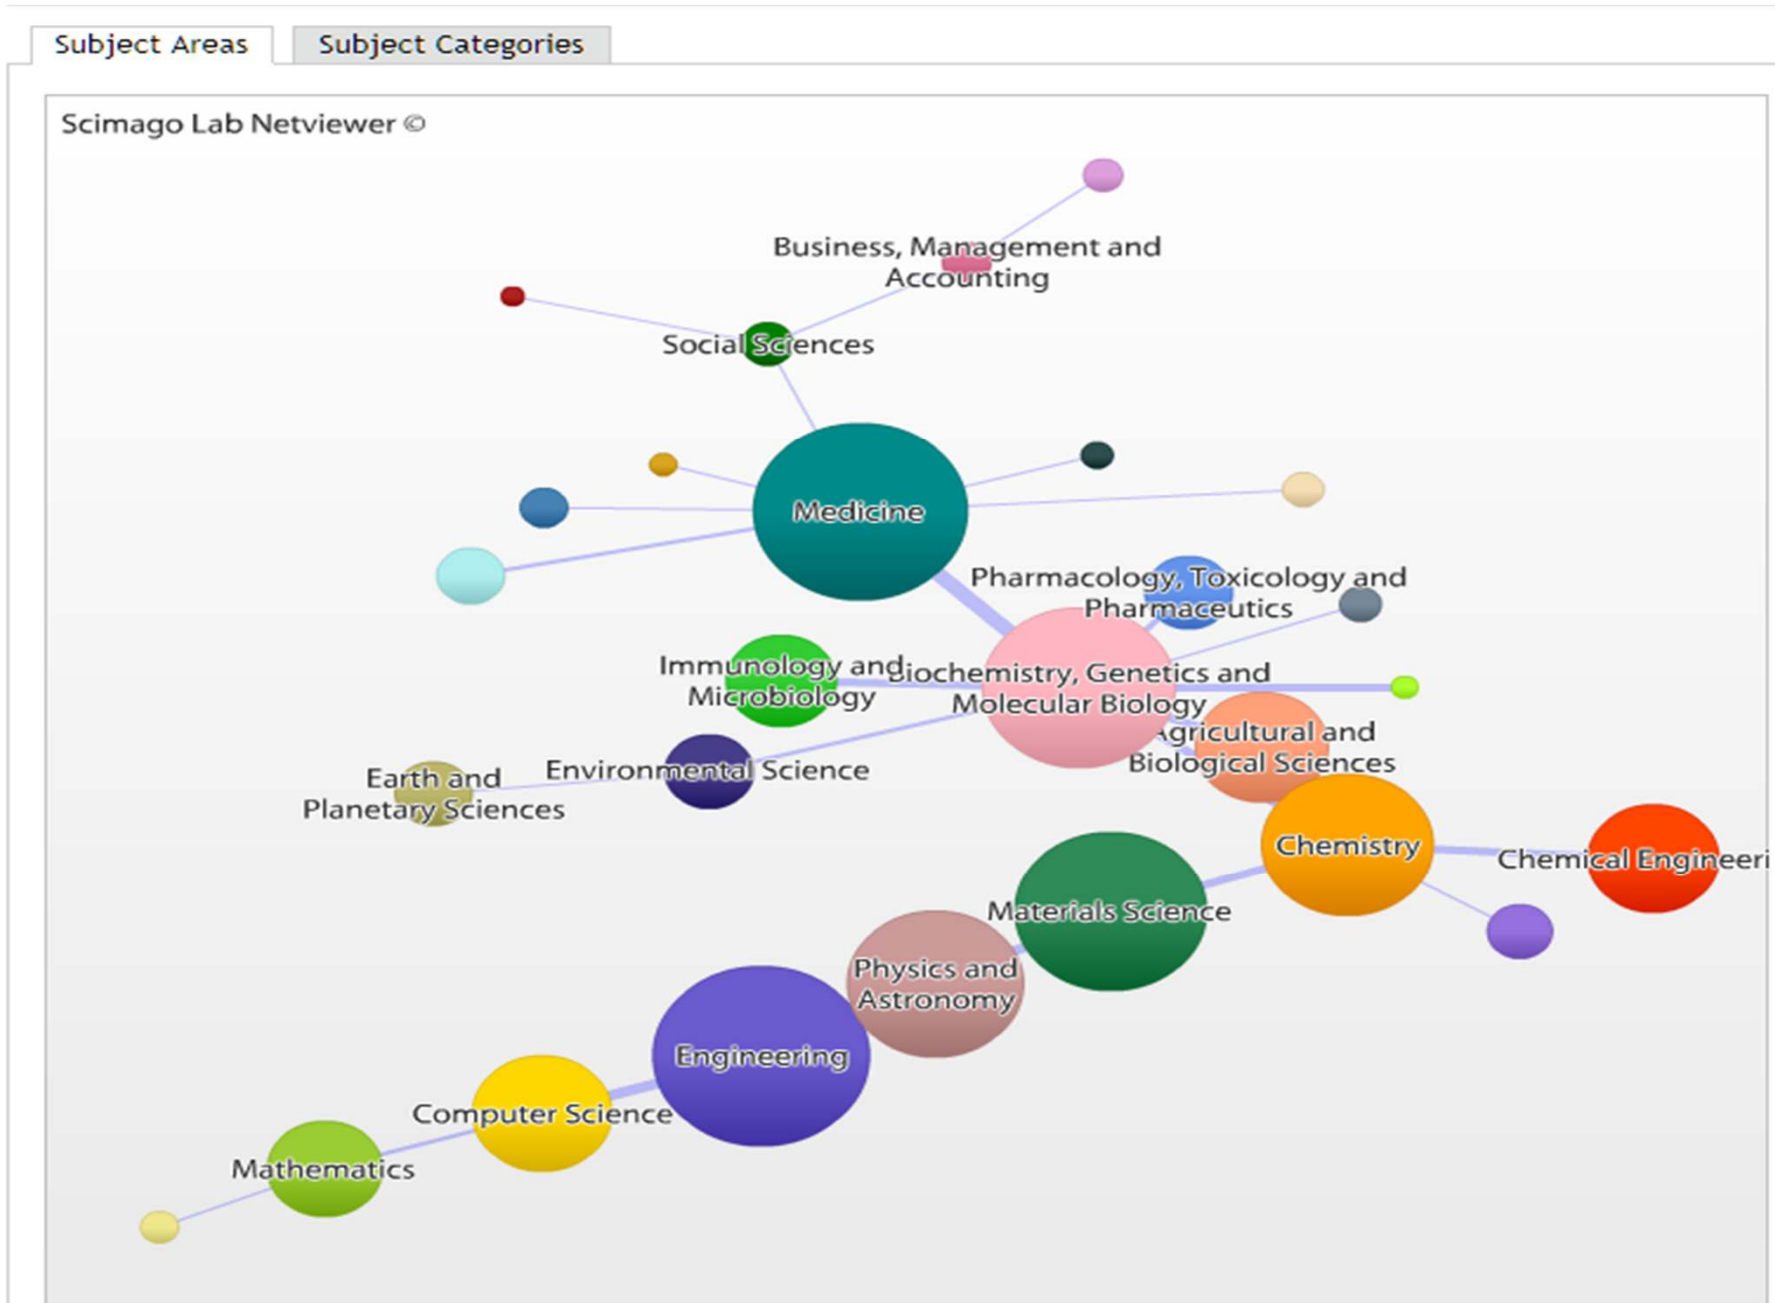 Subject Areas
Subject Categories
Scimago Lab Netviewer ©
Business, Management and
Accounting
Social Sciences
Medicine
Pharmacology, Toxicology and
Pharmaceutics
Immunology and
Microbiology
Biochemistry, Genetics and
Molecular Biology
Agricultural and
Biological Sciences
Earth and
Planetary Sciences
Environmental Science
Chemistry
Chemical Engineeri
Materials Science
Physics and
Astronomy
Engineering
Computer Science
Mathematics